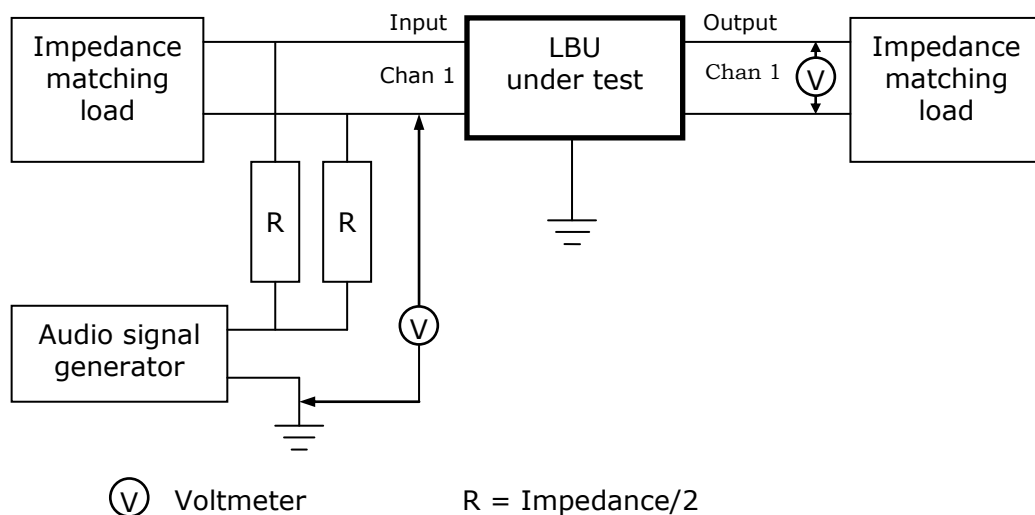 Impedance
matching
load
Input
Chan 1
LBU
under test
Output
Chan 1
V
Impedance
matching
load
R
R
V
Audio signal
generator
V Voltmeter
R = Impedance/2